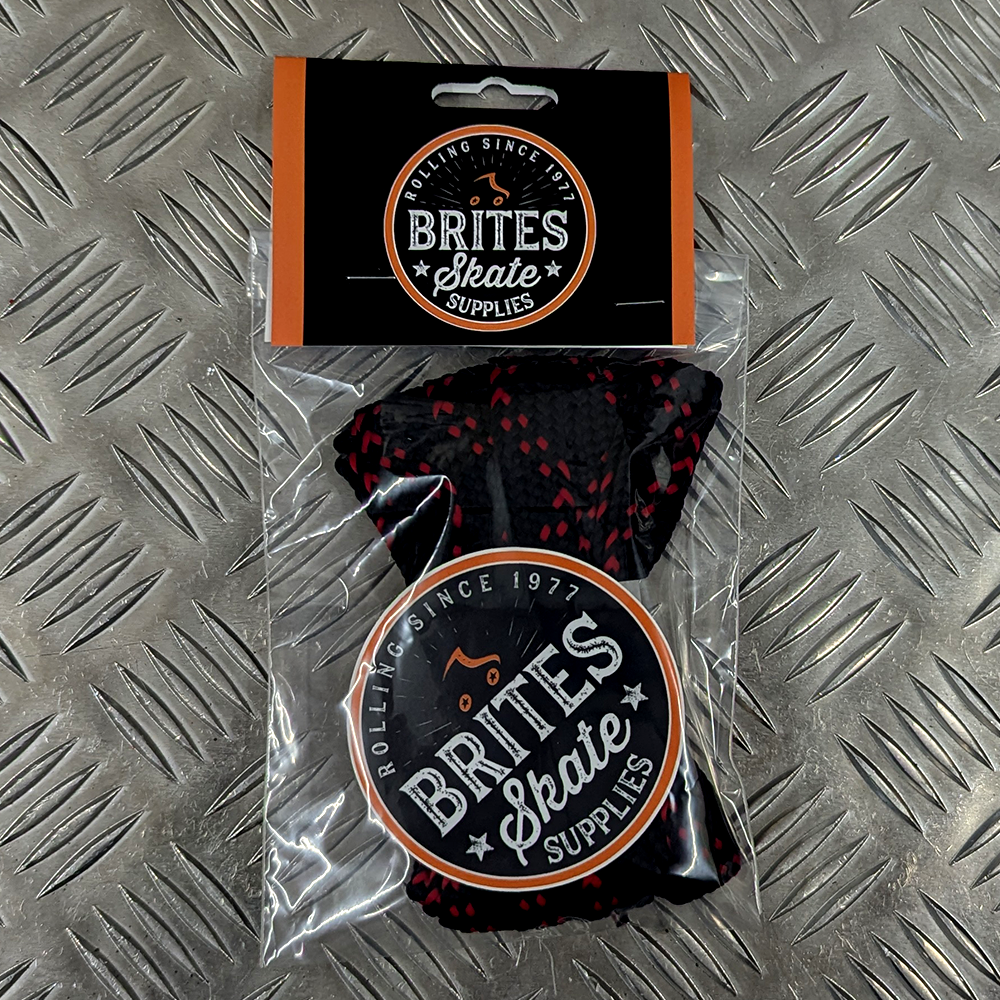 ROLLING SINCE 1977
BRITES
Skate
SUPPLIES
ROLLING SINCE 1977
BRITES
Skate
SUPPLIES